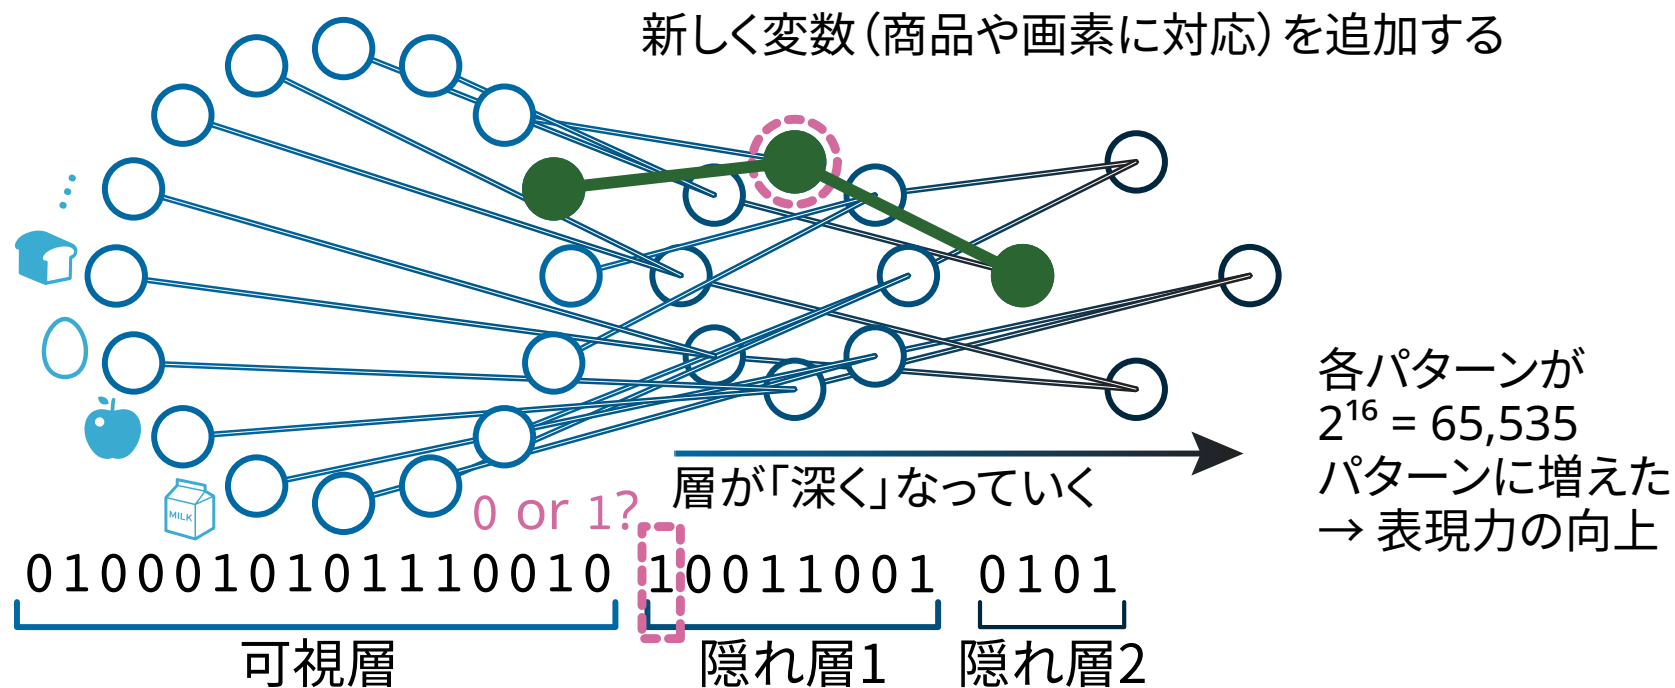 新しく変数（商品や画素に対応）を追加する
各パターンが
2¹⁶ = 65,535
パターンに増えた
→ 表現力の向上
層が「深く」なっていく
MILK
0 or 1?
0100010101110010 10011001 0101
可視層 隠れ層1 隠れ層2